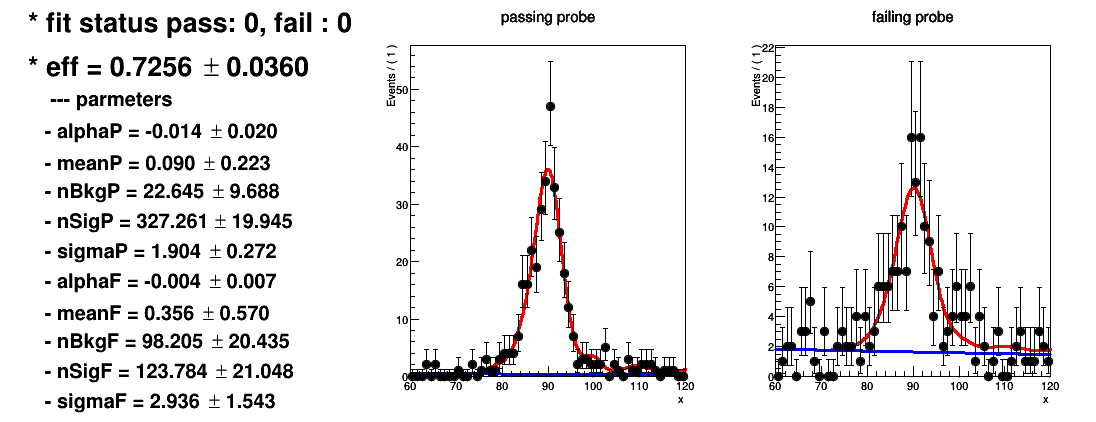 * fit status pass: 0, fail : 0
* eff = 0.7256 ± 0.0360
--- parmeters
- alphaP = -0.014 ± 0.020
- meanP = 0.090 ± 0.223
- nBkgP = 22.645 ± 9.688
- nSigP = 327.261 ± 19.945
- sigmaP = 1.904 ± 0.272
- alphaF = -0.004 ± 0.007
- meanF = 0.356 ± 0.570
- nBkgF = 98.205 ± 20.435
- nSigF = 123.784 ± 21.048
- sigmaF = 2.936 ± 1.543
passing probe
Events / ( 1 )
50
40
30
20
10
0
60 70 80 90 100 110 120
x
failing probe
Events / ( 1 )
22
20
18
16
14
12
10
8
6
4
2
0
60 70 80 90 100 110 120
x